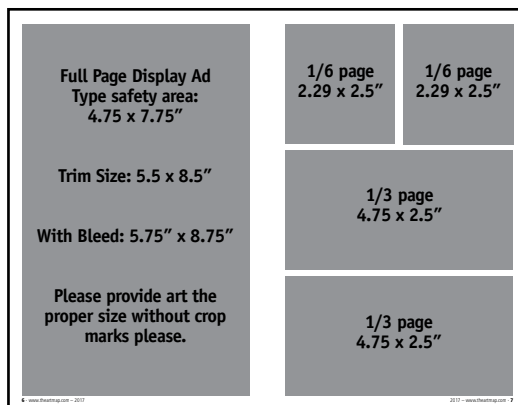 Full Page Display Ad
Type safety area:
4.75 x 7.75"
Trim Size: 5.5 x 8.5"
With Bleed: 5.75" x 8.75"
Please provide art the
proper size without crop
marks please.
6 - www.theartmap.com – 2017
1/6 page
2.29 x 2.5"
1/6 page
2.29 x 2.5"
1/3 page
4.75 x 2.5"
1/3 page
4.75 x 2.5"
2017 – www.theartmap.com - 7